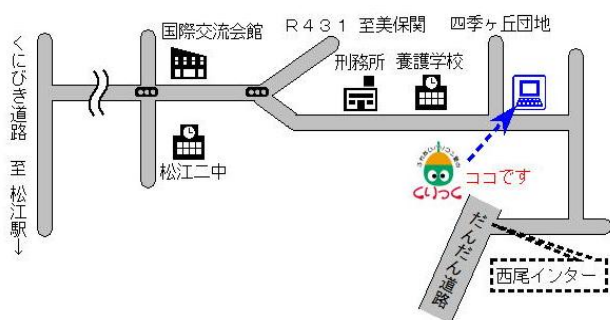 国際交流会館
R431 至美保関
四季ヶ丘団地
刑務所
養護学校
くにびき道路 至 松江駅→
松江二中
くりっく
ココです
だんだん道路
西尾インター